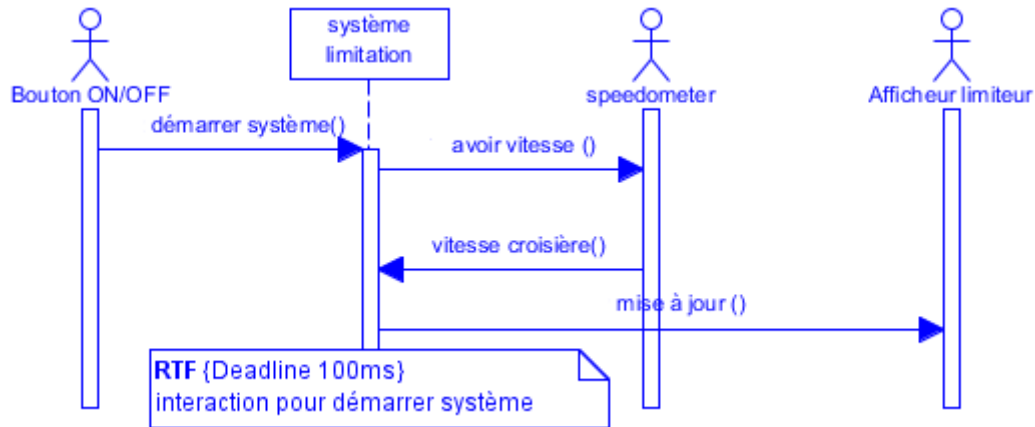 système
limitation
Bouton ON/OFF
speedometer
Afficheur limiteur
démarrer système()
avoir vitesse ()
vitesse croisière()
mise à jour ()
RTF {Deadline 100ms}
interaction pour démarrer système